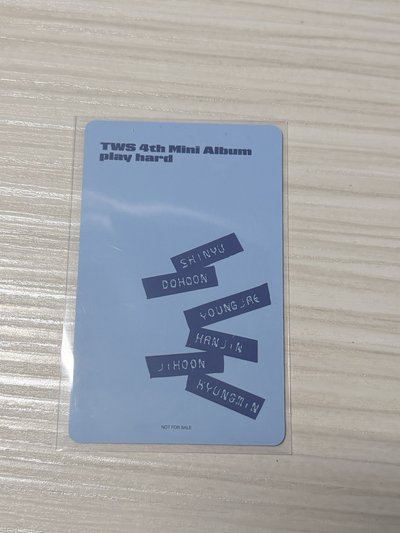 TWS 4th Mini Album
play hard
SHINYU
DOHOON
YOUNGJAE
HANJIN
JIHOON
KYUNGMIN
NOT FOR SALE